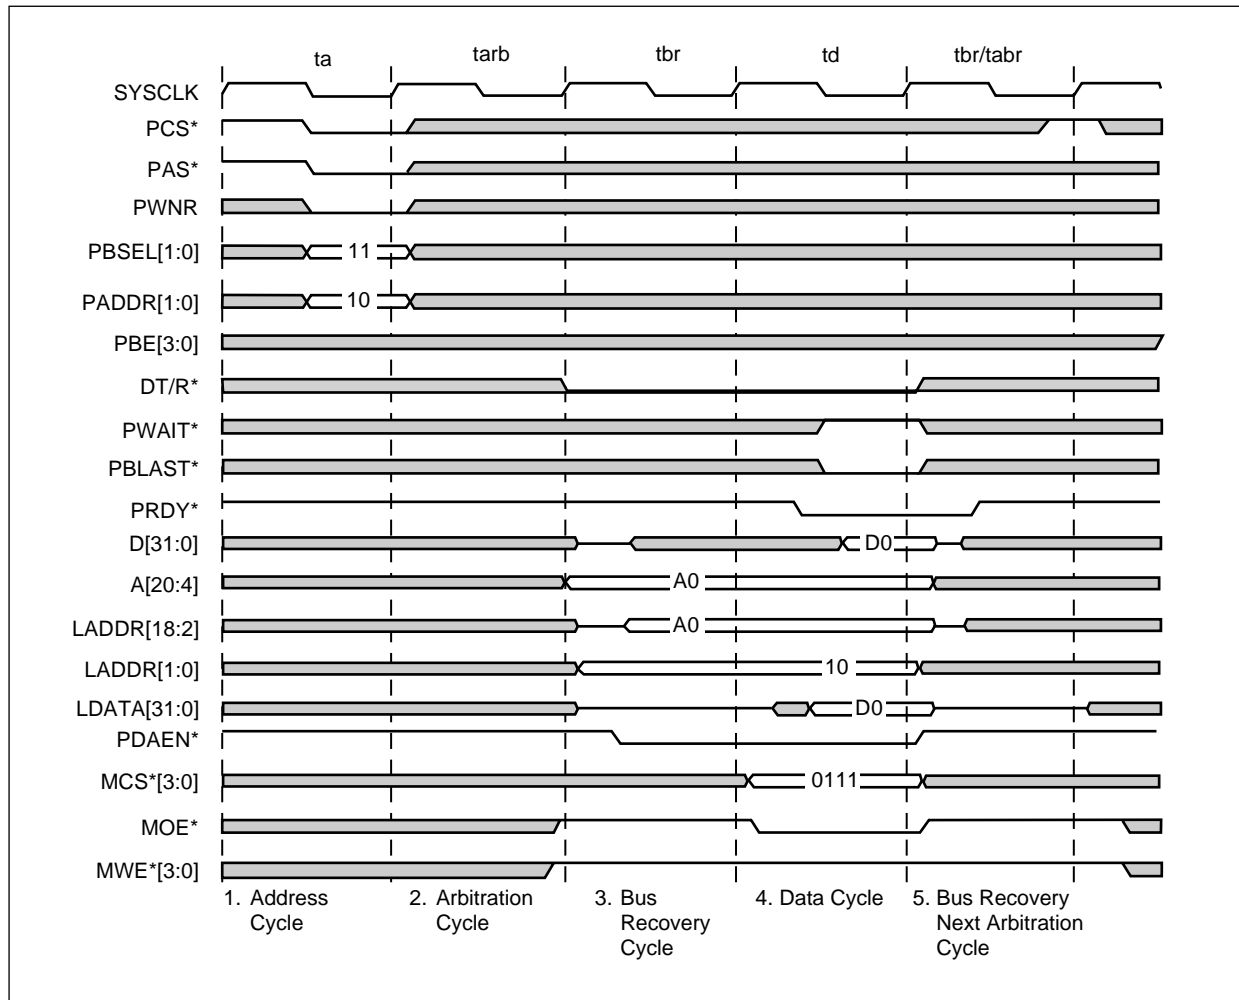 ta tarb tbr td tbr/tabr
SYSCLK
PCS*
PAS*
PWNR
PBSEL[1:0] 11
PADDR[1:0] 10
PBE[3:0]
DT/R*
PWAIT*
PBLAST*
PRDY*
D[31:0] D0
A[20:4] A0
LADDR[18:2] A0
LADDR[1:0] 10
LDATA[31:0] D0
PDAEN*
MCS*[3:0] 0111
MOE*
MWE*[3:0]
1. Address
Cycle
2. Arbitration
Cycle
3. Bus
Recovery
Cycle
4. Data Cycle
5. Bus Recovery
Next Arbitration
Cycle